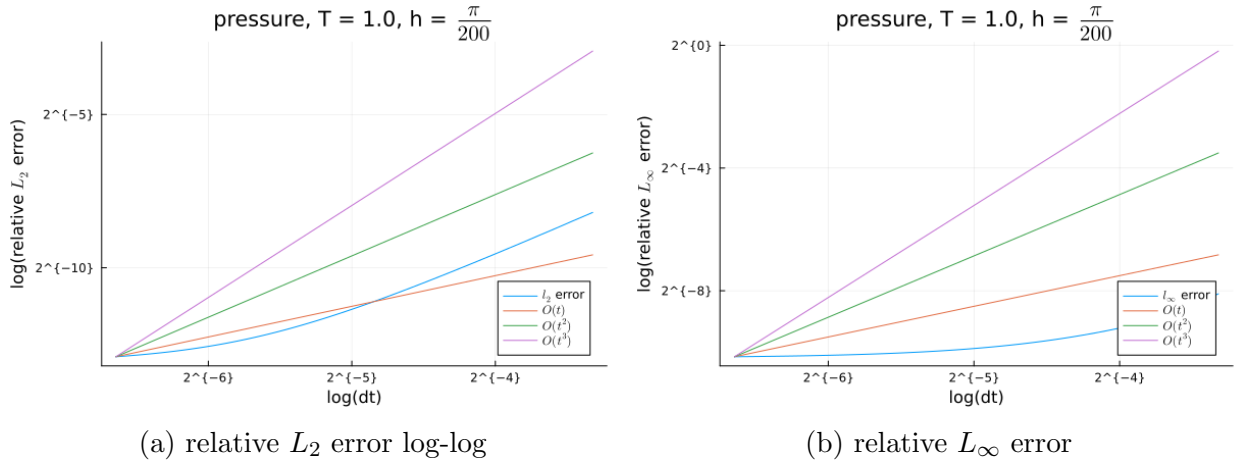 pressure, T = 1.0, h = π/200
log(relative L₂ error)
2^{−5}
2^{−10}
l₂ error
O(t)
O(t²)
O(t³)
2^{−6}
2^{−5}
2^{−4}
log(dt)
(a) relative L₂ error log-log
pressure, T = 1.0, h = π/200
log(relative L∞ error)
2^{0}
2^{−4}
2^{−8}
l∞ error
O(t)
O(t²)
O(t³)
2^{−6}
2^{−5}
2^{−4}
log(dt)
(b) relative L∞ error